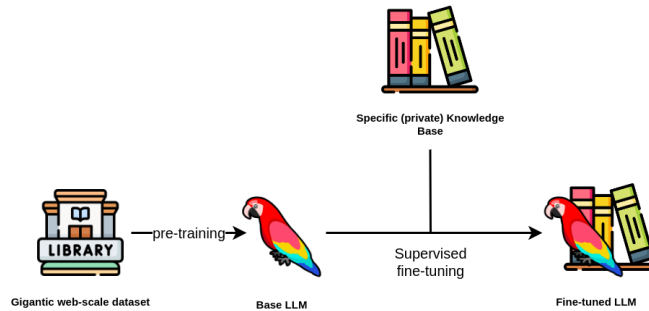 Specific (private) Knowledge
Base
LIBRARY
pre-training
Supervised
fine-tuning
Gigantic web-scale dataset
Base LLM
Fine-tuned LLM